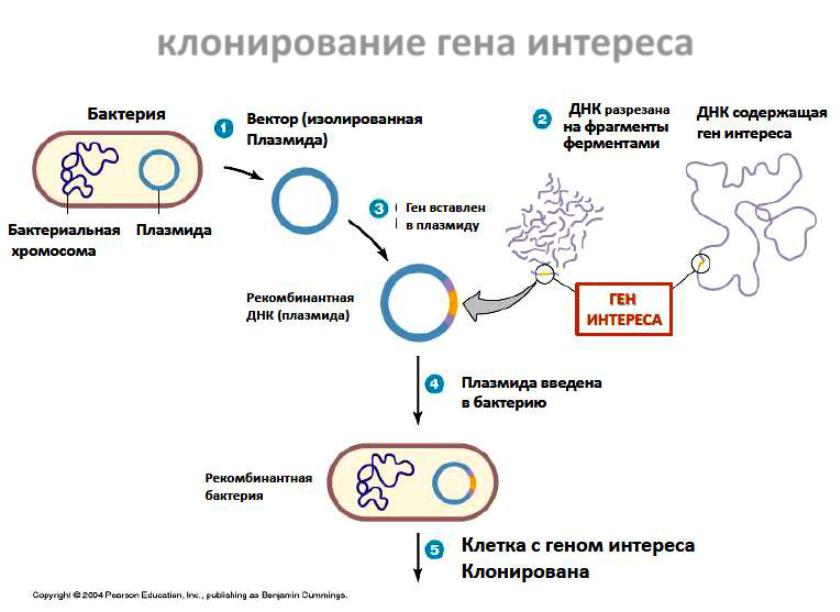 клонирование гена интереса
Бактерия
1
Вектор (изолированная
Плазмида)
2
ДНК разрезана
на фрагменты
ферментами
ДНК содержащая
ген интереса
Бактериальная
хромосома
Плазмида
3
Ген вставлен
в плазмиду
Рекомбинантная
ДНК (плазмида)
ГЕН
ИНТЕРЕСА
4
Плазмида введена
в бактерию
Рекомбинантная
бактерия
5
Клетка с геном интереса
Клонирована
Copyright © 2004 Pearson Education, Inc., publishing as Benjamin Cummings.